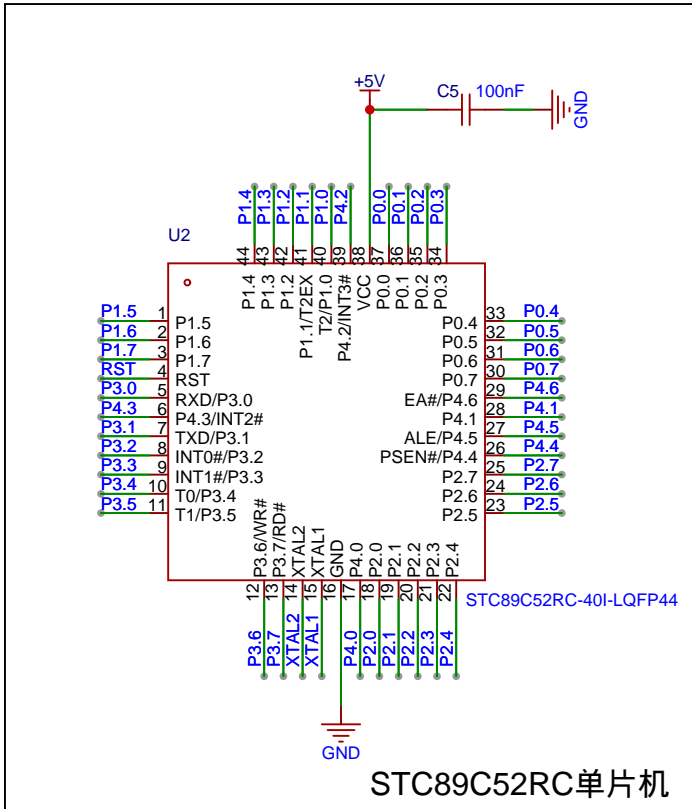 +5V
C5 100nF
GND
P1.4 P1.3 P1.2 P1.1 P1.0 P4.2 P0.0 P0.1 P0.2 P0.3
U2
44 43 42 41 40 39 38 37 36 35 34
P1.4 P1.3 P1.2 P1.1/T2EX T2/P1.0 P4.2/INT3# VCC P0.0 P0.1 P0.2 P0.3
P1.5 1 P1.5
P1.6 2 P1.6
P1.7 3 P1.7
RST 4 RST
P3.0 5 RXD/P3.0
P4.3 6 P4.3/INT2#
P3.1 7 TXD/P3.1
P3.2 8 INT0#/P3.2
P3.3 9 INT1#/P3.3
P3.4 10 T0/P3.4
P3.5 11 T1/P3.5
P0.4 33 P0.4
P0.5 32 P0.5
P0.6 31 P0.6
P0.7 30 P0.7
EA#/P4.6 29 P4.6
P4.1 28 P4.1
ALE/P4.5 27 P4.5
PSEN#/P4.4 26 P4.4
P2.7 25 P2.7
P2.6 24 P2.6
P2.5 23 P2.5
P3.6/WR# P3.7/RD# XTAL2 XTAL1 GND P4.0 P2.0 P2.1 P2.2 P2.3 P2.4
12 13 14 15 16 17 18 19 20 21 22
STC89C52RC-40I-LQFP44
P3.6 P3.7 XTAL2 XTAL1 P4.0 P2.0 P2.1 P2.2 P2.3 P2.4
GND
STC89C52RC单片机